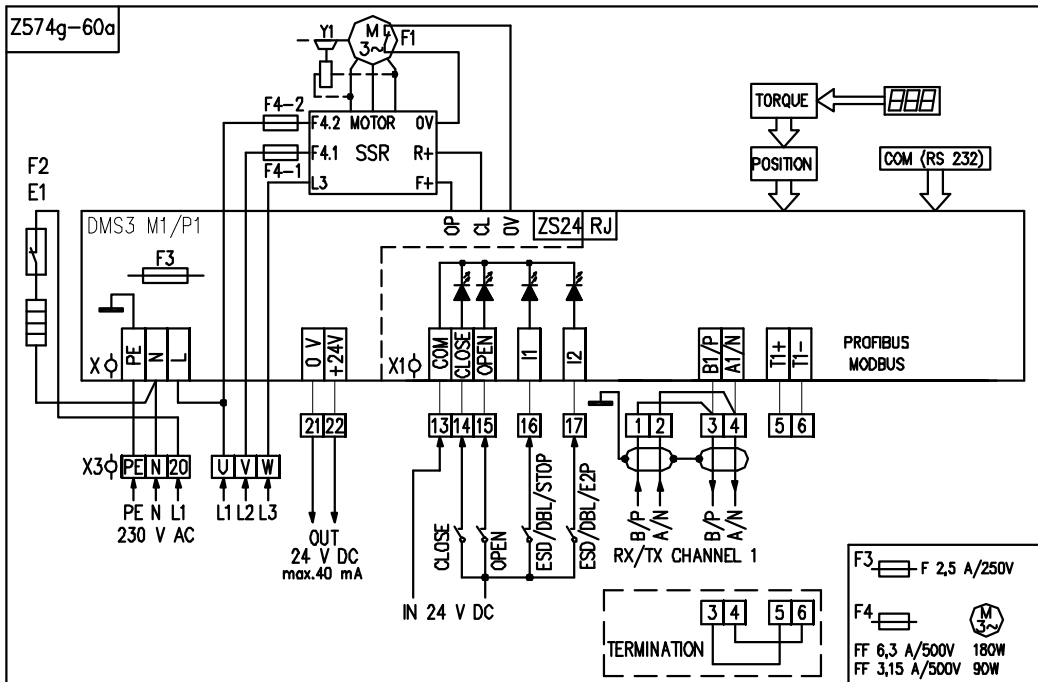 Z574g-60a
Y1
M
3~
F1
F4-2
F4.2 MOTOR 0V
F4.1 SSR R+
F4-1
L3 F+
TORQUE
POSITION
COM (RS 232)
F2
E1
DMS3 M1/P1
OP
CL
0V
ZS24 RJ
F3
X
PE
N
L
0 V
+24V
X1
COM
CLOSE
OPEN
I1
I2
B1/P
A1/N
T1+
T1-
PROFIBUS
MODBUS
21 22
13 14 15 16 17
1 2 3 4 5 6
X3 PE N 20 U V W
PE N L1 L1 L2 L3
230 V AC
OUT
24 V DC
max.40 mA
CLOSE
OPEN
ESD/DBL/STOP
ESD/DBL/E2P
B/P
A/N
B/P
A/N
RX/TX CHANNEL 1
IN 24 V DC
TERMINATION
3 4 5 6
F3 F 2,5 A/250V
F4
M
3~
FF 6,3 A/500V 180W
FF 3,15 A/500V 90W